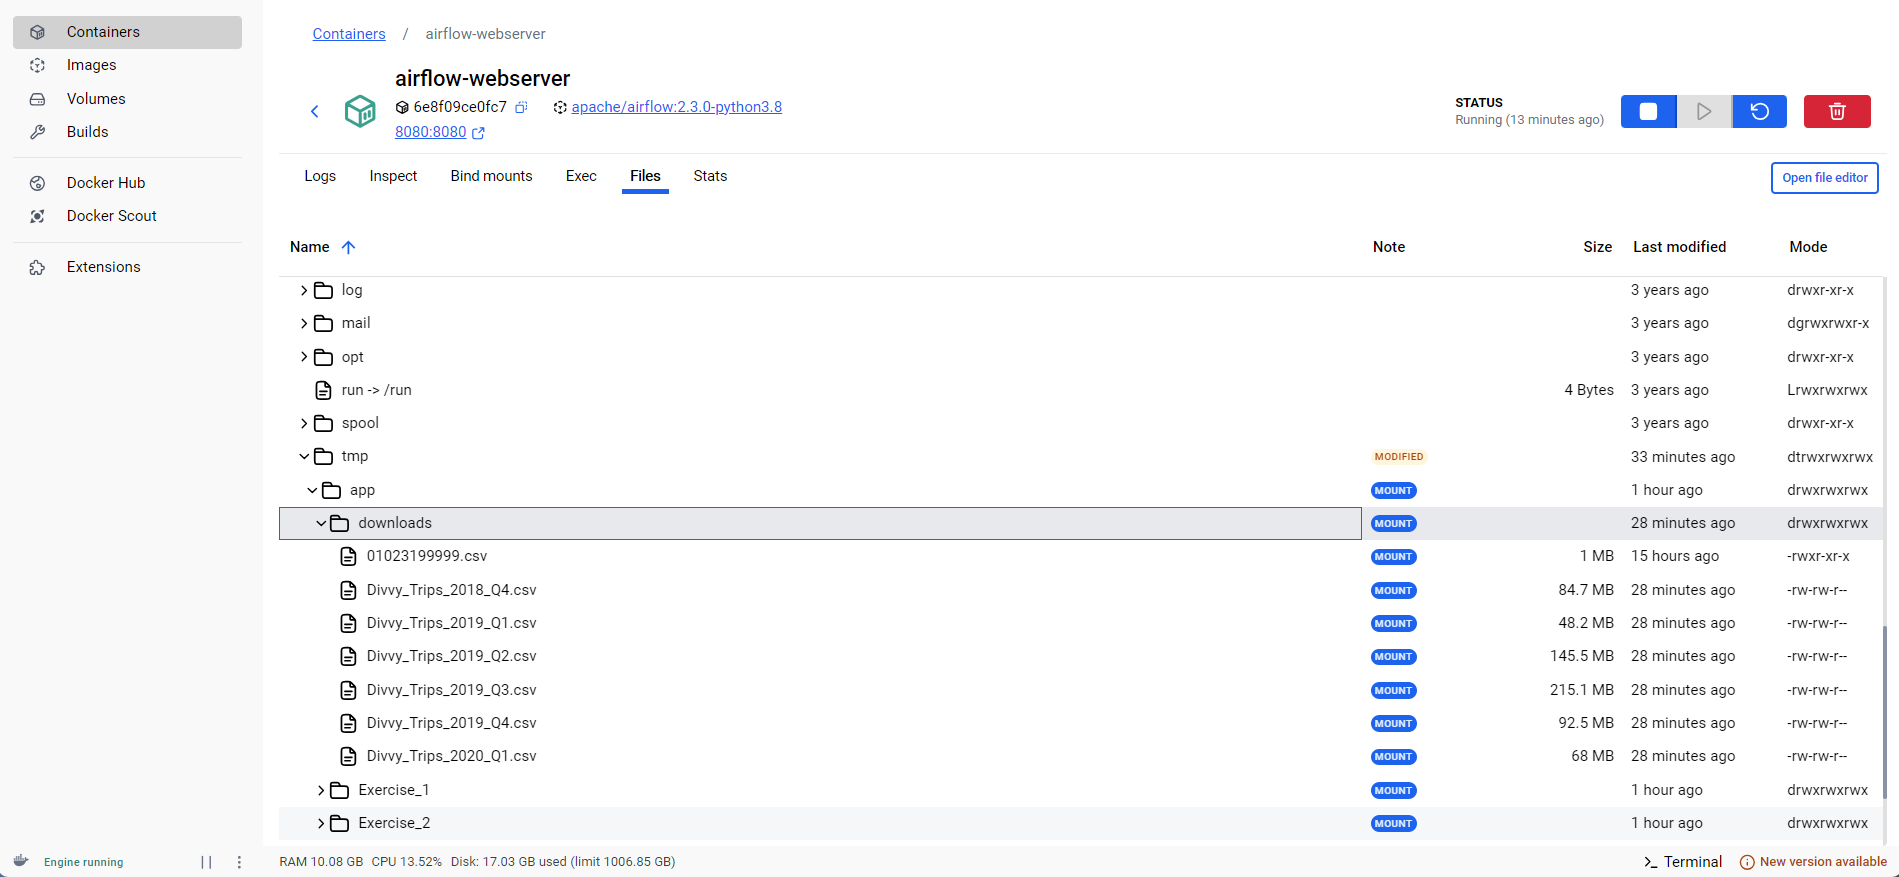 Containers
Images
Volumes
Builds
Docker Hub
Docker Scout
Extensions
Containers / airflow-webserver
airflow-webserver
6e8f09ce0fc7 apache/airflow:2.3.0-python3.8
8080:8080
STATUS
Running (13 minutes ago)
Logs Inspect Bind mounts Exec Files Stats
Open file editor
Name Note Size Last modified Mode
log 3 years ago drwxr-xr-x
mail 3 years ago dgrwxrwxr-x
opt 3 years ago drwxr-xr-x
run -> /run 4 Bytes 3 years ago Lrwxrwxrwx
spool 3 years ago drwxr-xr-x
tmp MODIFIED 33 minutes ago dtrwxrwxrwx
app MOUNT 1 hour ago drwxrwxrwx
downloads MOUNT 28 minutes ago drwxrwxrwx
01023199999.csv MOUNT 1 MB 15 hours ago -rwxr-xr-x
Divvy_Trips_2018_Q4.csv MOUNT 84.7 MB 28 minutes ago -rw-rw-r--
Divvy_Trips_2019_Q1.csv MOUNT 48.2 MB 28 minutes ago -rw-rw-r--
Divvy_Trips_2019_Q2.csv MOUNT 145.5 MB 28 minutes ago -rw-rw-r--
Divvy_Trips_2019_Q3.csv MOUNT 215.1 MB 28 minutes ago -rw-rw-r--
Divvy_Trips_2019_Q4.csv MOUNT 92.5 MB 28 minutes ago -rw-rw-r--
Divvy_Trips_2020_Q1.csv MOUNT 68 MB 28 minutes ago -rw-rw-r--
Exercise_1 MOUNT 1 hour ago drwxrwxrwx
Exercise_2 MOUNT 1 hour ago drwxrwxrwx
Engine running RAM 10.08 GB CPU 13.52% Disk: 17.03 GB used (limit 1006.85 GB) Terminal New version available